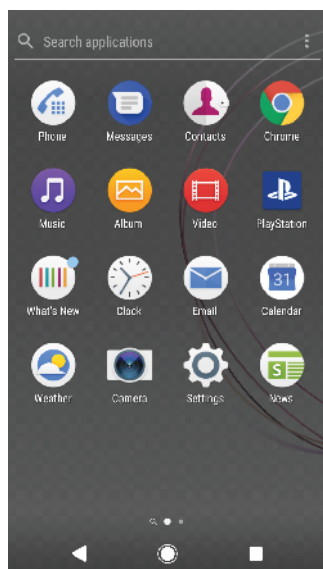 Search applications
Phone Messages Contacts Chrome
Music Album Video PlayStation
31
What's New Clock Email Calendar
S
Weather Camera Settings News